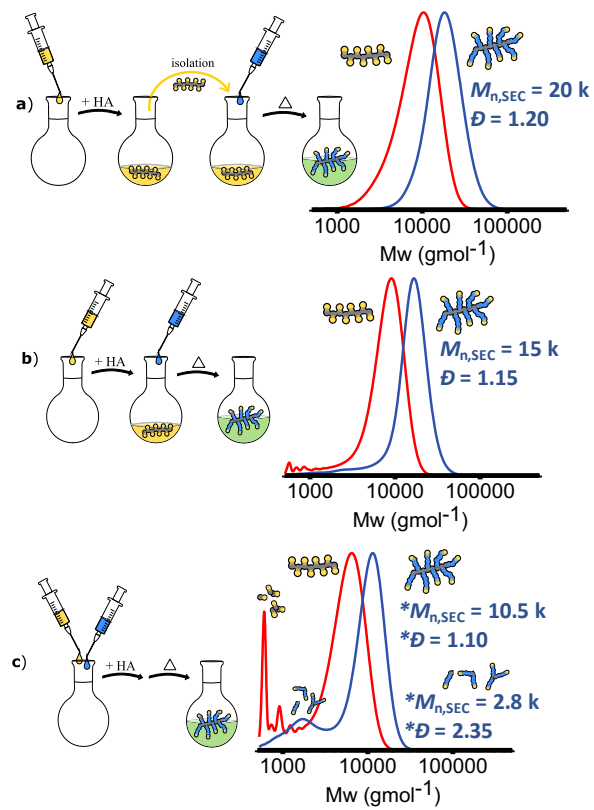 isolation
a)
+ HA
△
M_n,SEC = 20 k
Đ = 1.20
1000 10000 100000
Mw (gmol⁻¹)
b)
+ HA
△
M_n,SEC = 15 k
Đ = 1.15
1000 10000 100000
Mw (gmol⁻¹)
c)
+ HA
△
*M_n,SEC = 10.5 k
*Đ = 1.10
*M_n,SEC = 2.8 k
*Đ = 2.35
1000 10000 100000
Mw (gmol⁻¹)